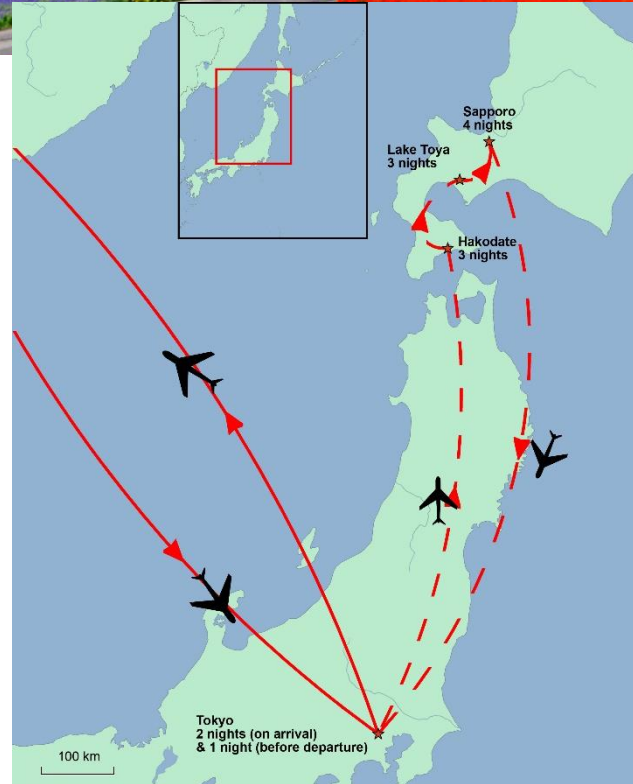 Sapporo
4 nights
Lake Toya
3 nights
Hakodate
3 nights
Tokyo
2 nights (on arrival)
& 1 night (before departure)
100 km